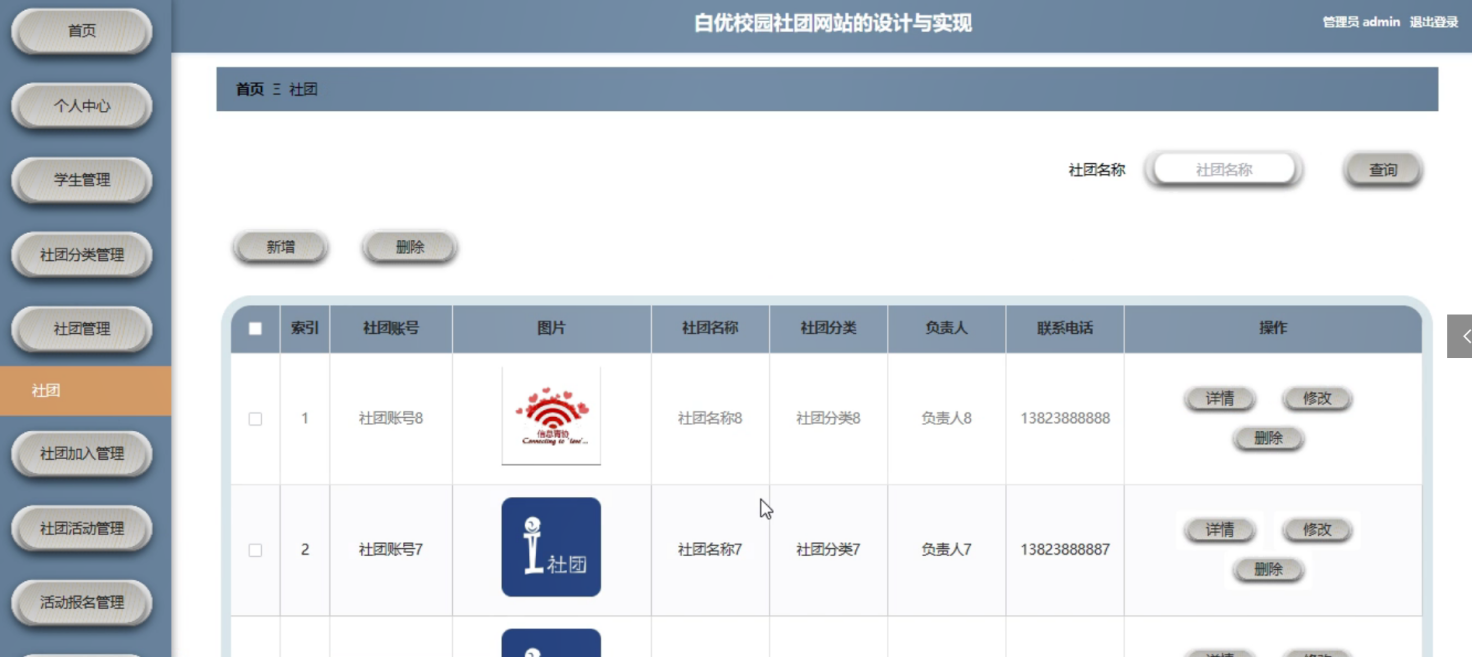 白优校园社团网站的设计与实现
管理员 admin 退出登录
首页
个人中心
学生管理
社团分类管理
社团管理
社团
社团加入管理
社团活动管理
活动报名管理
首页 Ξ 社团
社团名称 社团名称 查询
新增 删除
索引 社团账号 图片 社团名称 社团分类 负责人 联系电话 操作
1 社团账号8 社团名称8 社团分类8 负责人8 13823888888 详情 修改
删除
Connecting to "love"...
2 社团账号7 社团 社团名称7 社团分类7 负责人7 13823888887 详情 修改
删除
详情 修改